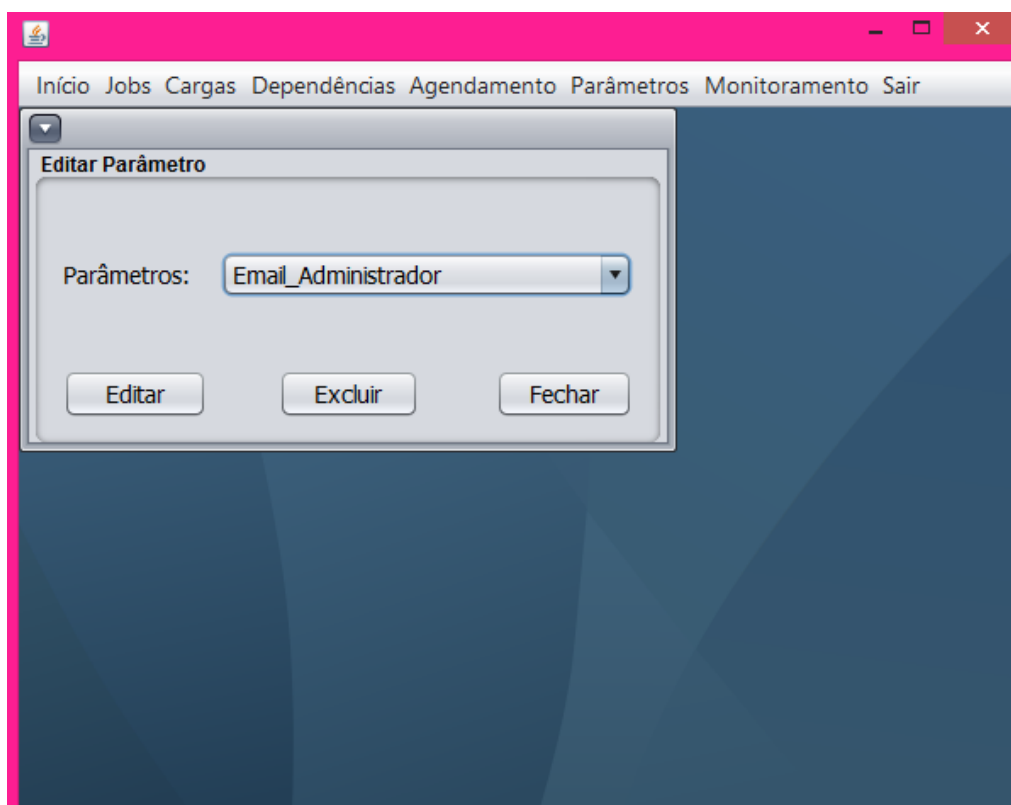 Início Jobs Cargas Dependências Agendamento Parâmetros Monitoramento Sair
Editar Parâmetro
Parâmetros: Email_Administrador
Editar Excluir Fechar